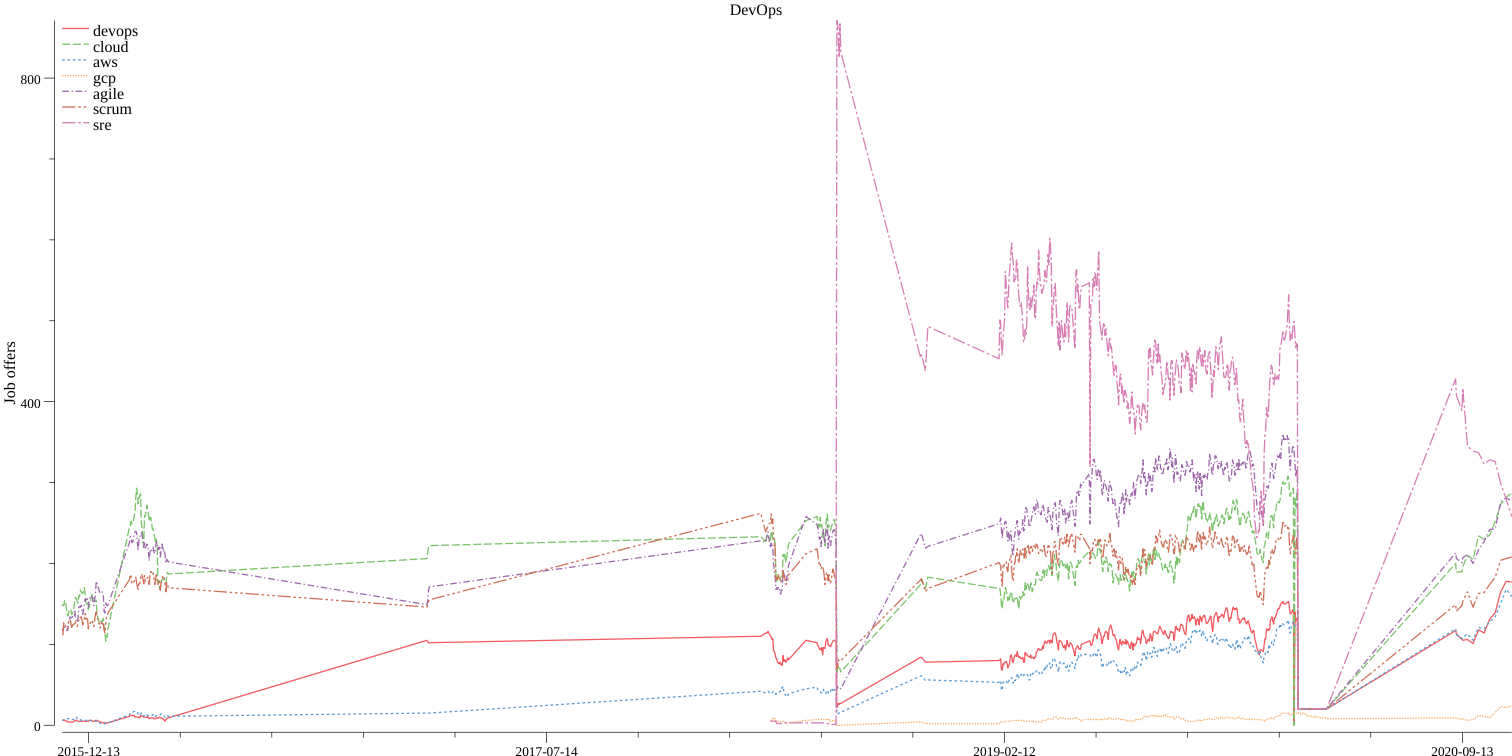 DevOps
devops
cloud
aws
gcp
agile
scrum
sre
800
400
0
Job offers
2015-12-13
2017-07-14
2019-02-12
2020-09-13